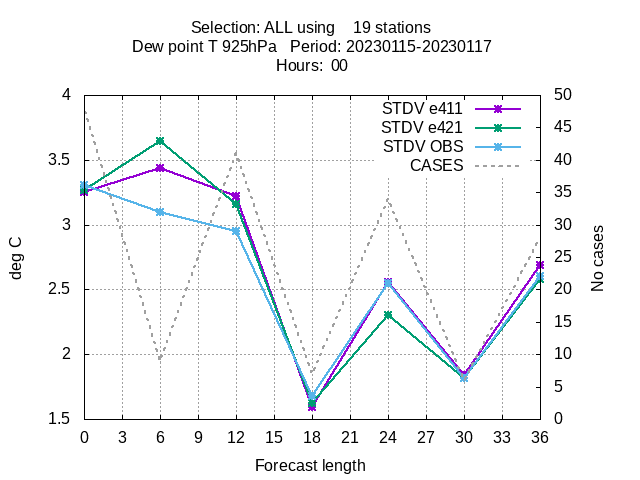 Selection: ALL using    19 stations
Dew point T 925hPa   Period: 20230115-20230117
Hours:  00
4
3.5
3
2.5
2
1.5
deg C
50
45
40
35
30
25
20
15
10
5
0
No cases
STDV e411
STDV e421
STDV OBS
CASES
0 3 6 9 12 15 18 21 24 27 30 33 36
Forecast length